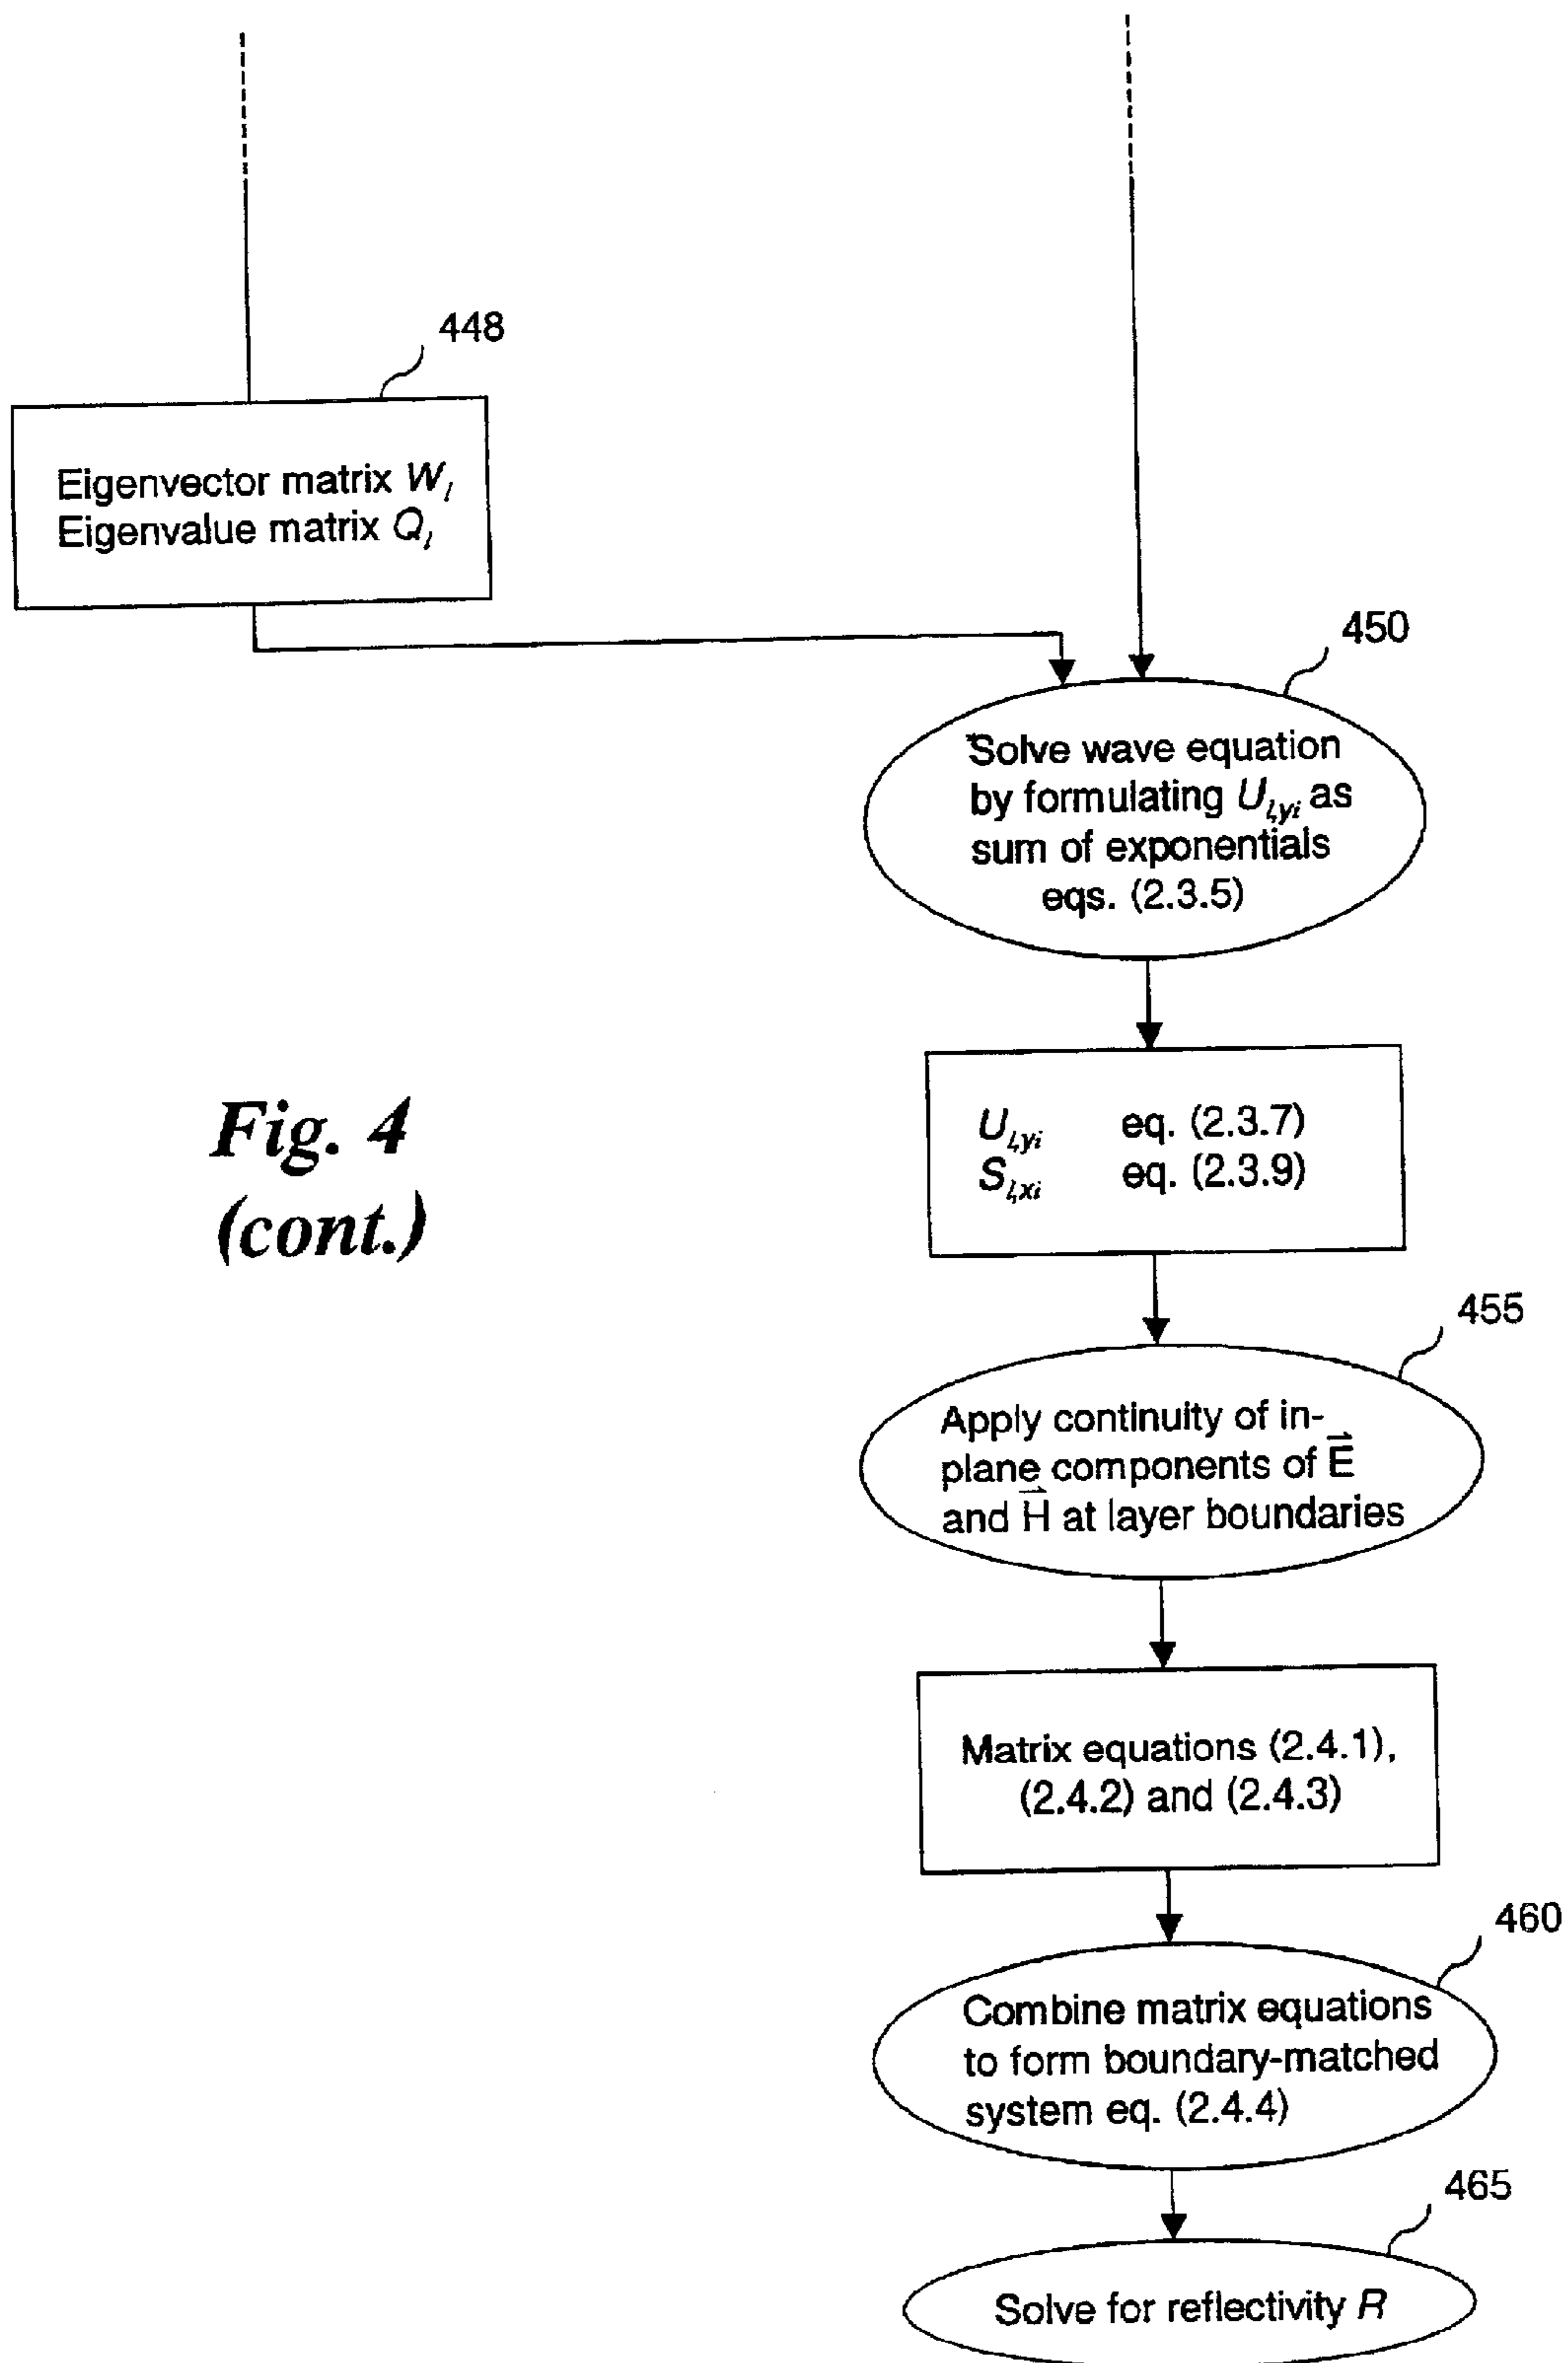 448
Eigenvector matrix W_l
Eigenvalue matrix Q_l
450
Solve wave equation
by formulating U_l,yi as
sum of exponentials
eqs. (2.3.5)
U_l,yi eq. (2.3.7)
S_l,xi eq. (2.3.9)
Fig. 4
(cont.)
455
Apply continuity of in-
plane components of E⃗
and H⃗ at layer boundaries
Matrix equations (2.4.1),
(2.4.2) and (2.4.3)
460
Combine matrix equations
to form boundary-matched
system eq. (2.4.4)
465
Solve for reflectivity R